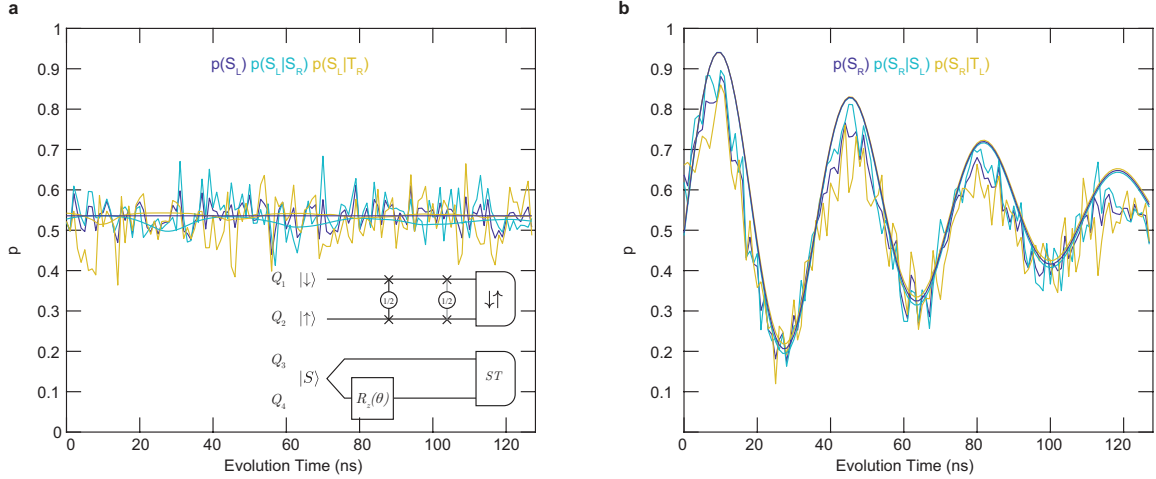 a
p(S_L) p(S_L|S_R) p(S_L|T_R)
1
0.9
0.8
0.7
0.6
0.5
0.4
0.3
0.2
0.1
0
p
0 20 40 60 80 100 120
Evolution Time (ns)
Q_1 |↓⟩ 1/2 1/2 ↓↑
Q_2 |↑⟩
Q_3
|S⟩ ST
Q_4 R_z(θ)
b
p(S_R) p(S_R|S_L) p(S_R|T_L)
1
0.9
0.8
0.7
0.6
0.5
0.4
0.3
0.2
0.1
0
p
0 20 40 60 80 100 120
Evolution Time (ns)